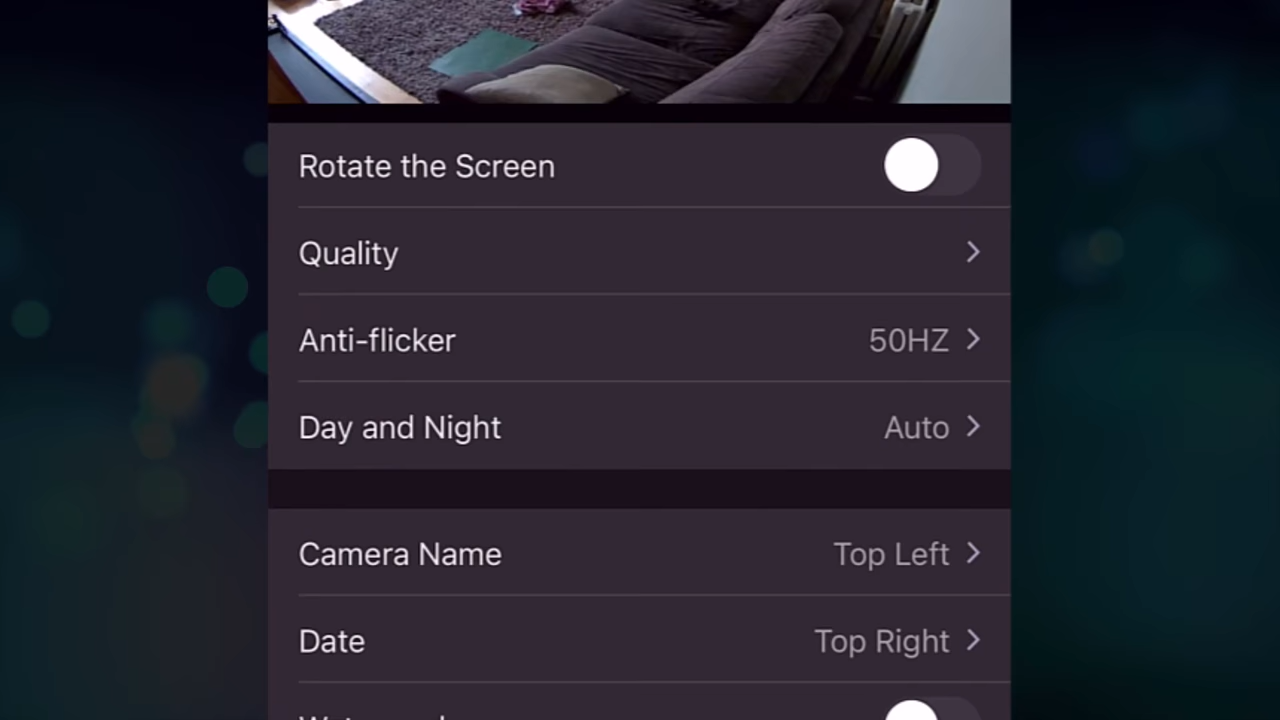 Rotate the Screen
Quality
Anti-flicker 50HZ
Day and Night Auto
Camera Name Top Left
Date Top Right